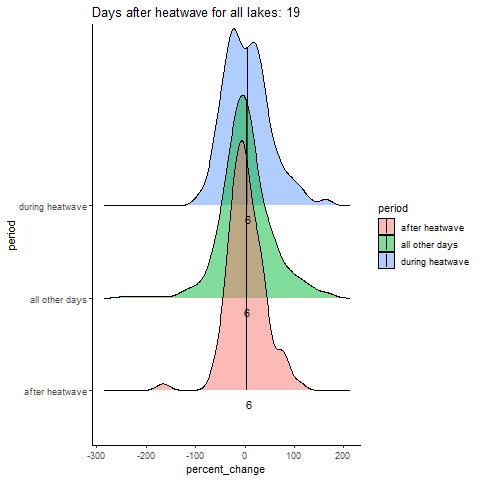 Days after heatwave for all lakes: 19
period
during heatwave
all other days
after heatwave
6
6
6
-300
-200
-100
0
100
200
percent_change
period
after heatwave
all other days
during heatwave